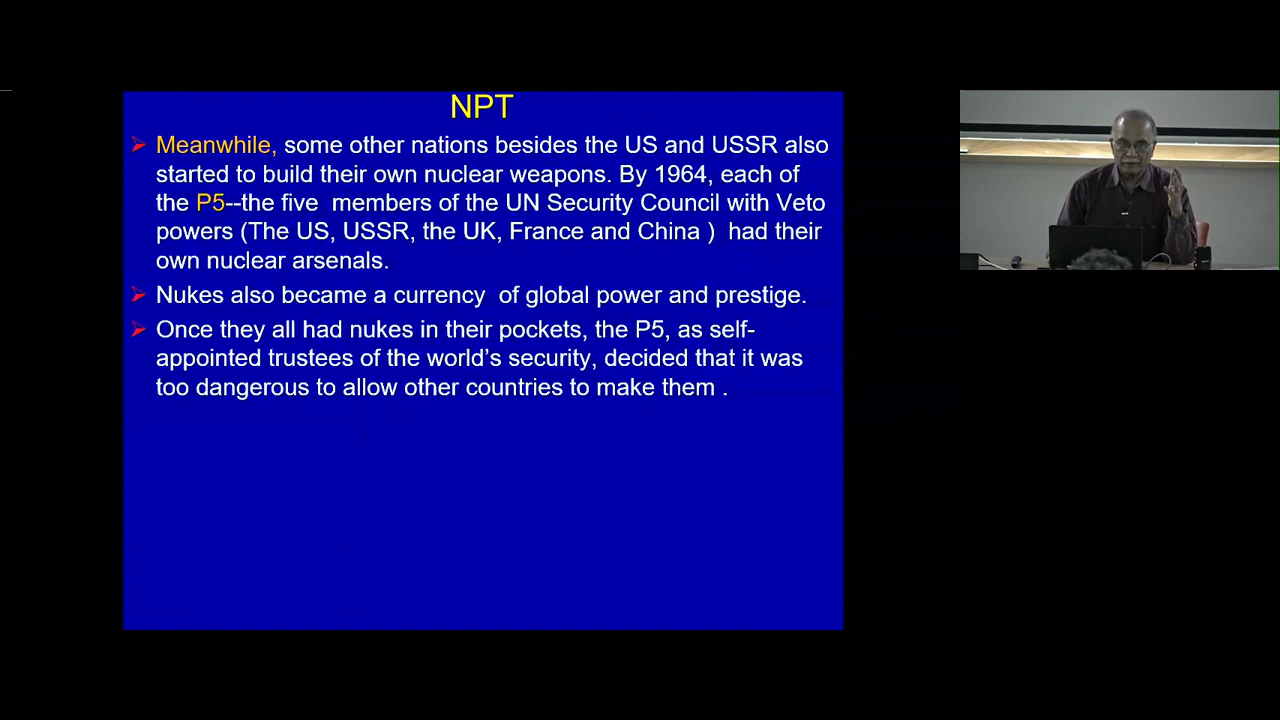 NPT
Meanwhile, some other nations besides the US and USSR also
started to build their own nuclear weapons. By 1964, each of
the P5--the five  members of the UN Security Council with Veto
powers (The US, USSR, the UK, France and China )  had their
own nuclear arsenals.
Nukes also became a currency  of global power and prestige.
Once they all had nukes in their pockets, the P5, as self-
appointed trustees of the world’s security, decided that it was
too dangerous to allow other countries to make them .